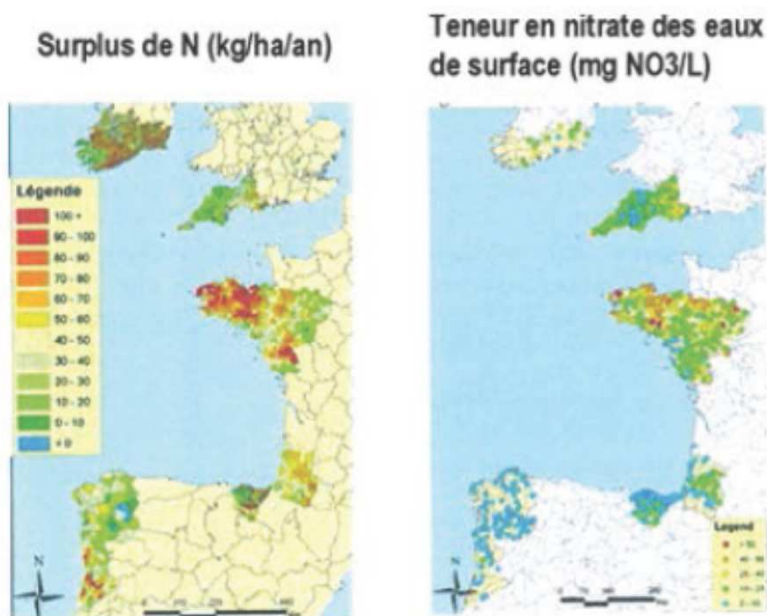 Surplus de N (kg/ha/an)
Teneur en nitrate des eaux
de surface (mg NO3/L)
Légende
100 +
90 - 100
80 - 90
70 - 80
60 - 70
50 - 60
40 - 50
30 - 40
20 - 30
10 - 20
0 - 10
N
N
Legend